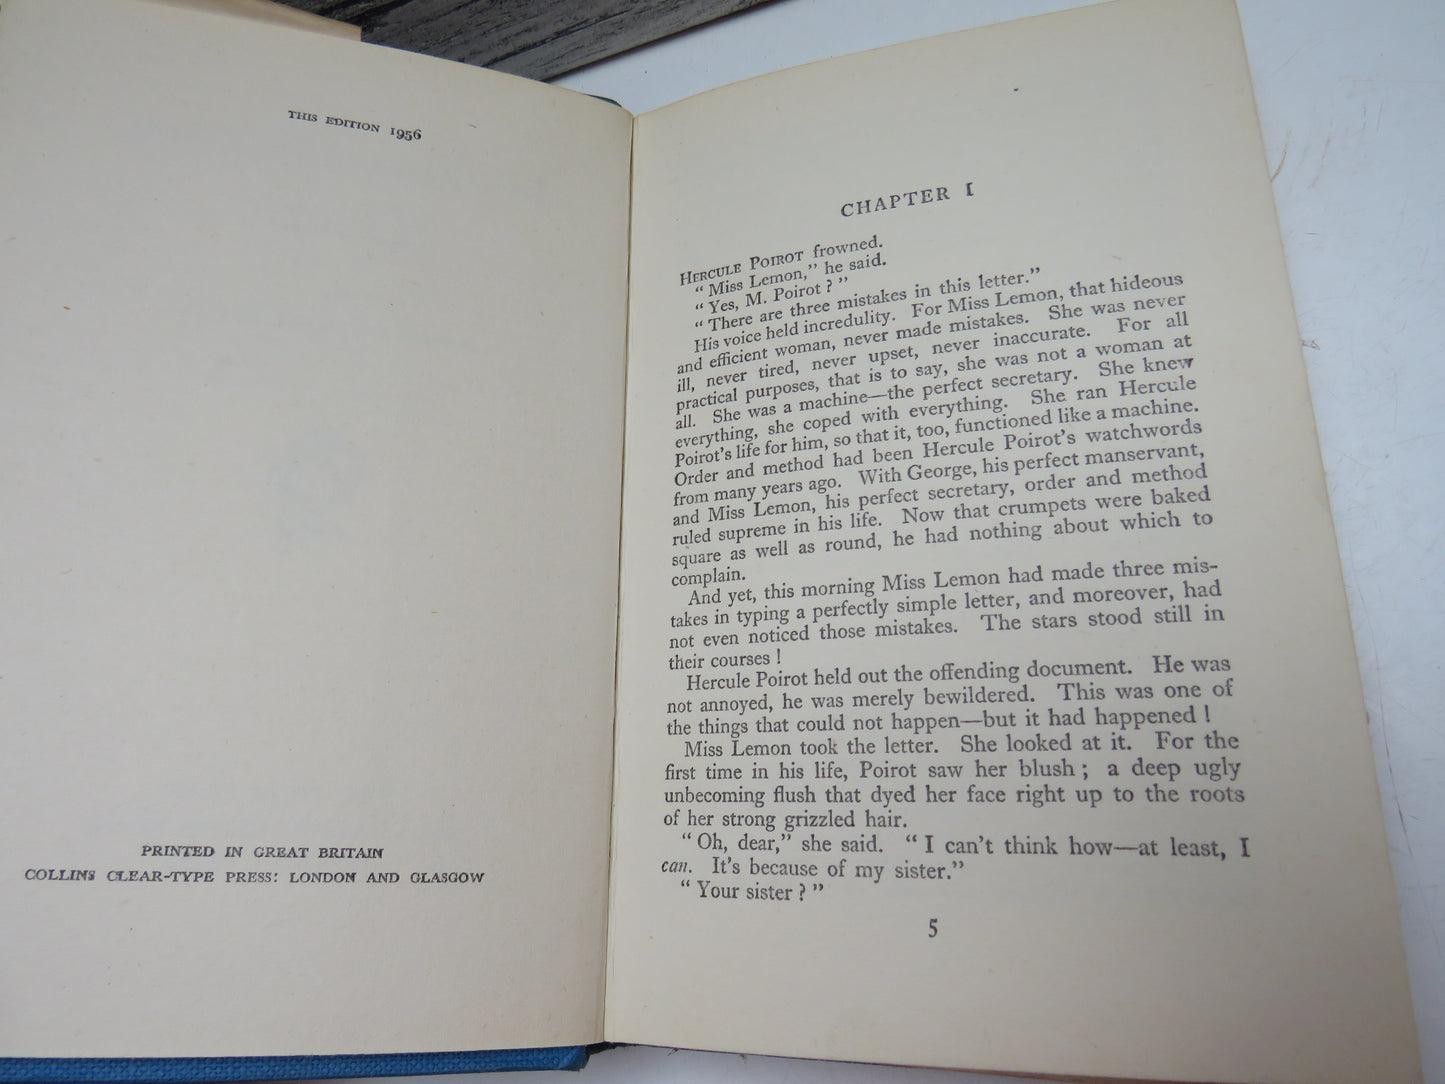 THIS EDITION 1956
PRINTED IN GREAT BRITAIN
COLLINS CLEAR-TYPE PRESS: LONDON AND GLASGOW
CHAPTER I
HERCULE POIROT frowned.
" Miss Lemon," he said.
" Yes, M. Poirot ? "
" There are three mistakes in this letter."
His voice held incredulity. For Miss Lemon, that hideous
and efficient woman, never made mistakes. She was never
ill, never tired, never upset, never inaccurate. For all
practical purposes, that is to say, she was not a woman at
all. She was a machine—the perfect secretary. She knew
everything, she coped with everything. She ran Hercule
Poirot's life for him, so that it, too, functioned like a machine.
Order and method had been Hercule Poirot's watchwords
from many years ago. With George, his perfect manservant,
and Miss Lemon, his perfect secretary, order and method
ruled supreme in his life. Now that crumpets were baked
square as well as round, he had nothing about which to
complain.
And yet, this morning Miss Lemon had made three mis-
takes in typing a perfectly simple letter, and moreover, had
not even noticed those mistakes. The stars stood still in
their courses !
Hercule Poirot held out the offending document. He was
not annoyed, he was merely bewildered. This was one of
the things that could not happen—but it had happened !
Miss Lemon took the letter. She looked at it. For the
first time in his life, Poirot saw her blush ; a deep ugly
unbecoming flush that dyed her face right up to the roots
of her strong grizzled hair.
" Oh, dear," she said. " I can't think how—at least, I
can. It's because of my sister."
" Your sister ? "
5